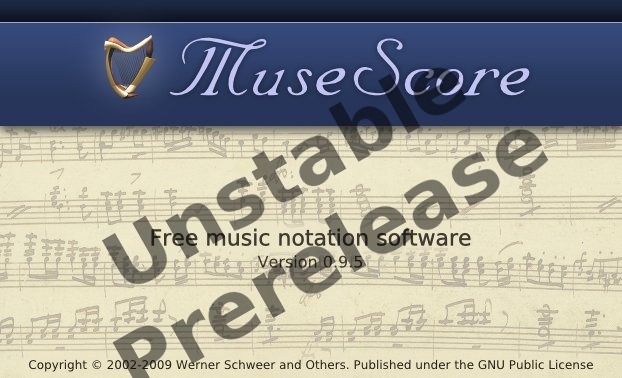 MuseScore
Unstable
Prerelease
Free music notation software
Version 0.9.5
Copyright © 2002-2009 Werner Schweer and Others. Published under the GNU Public License